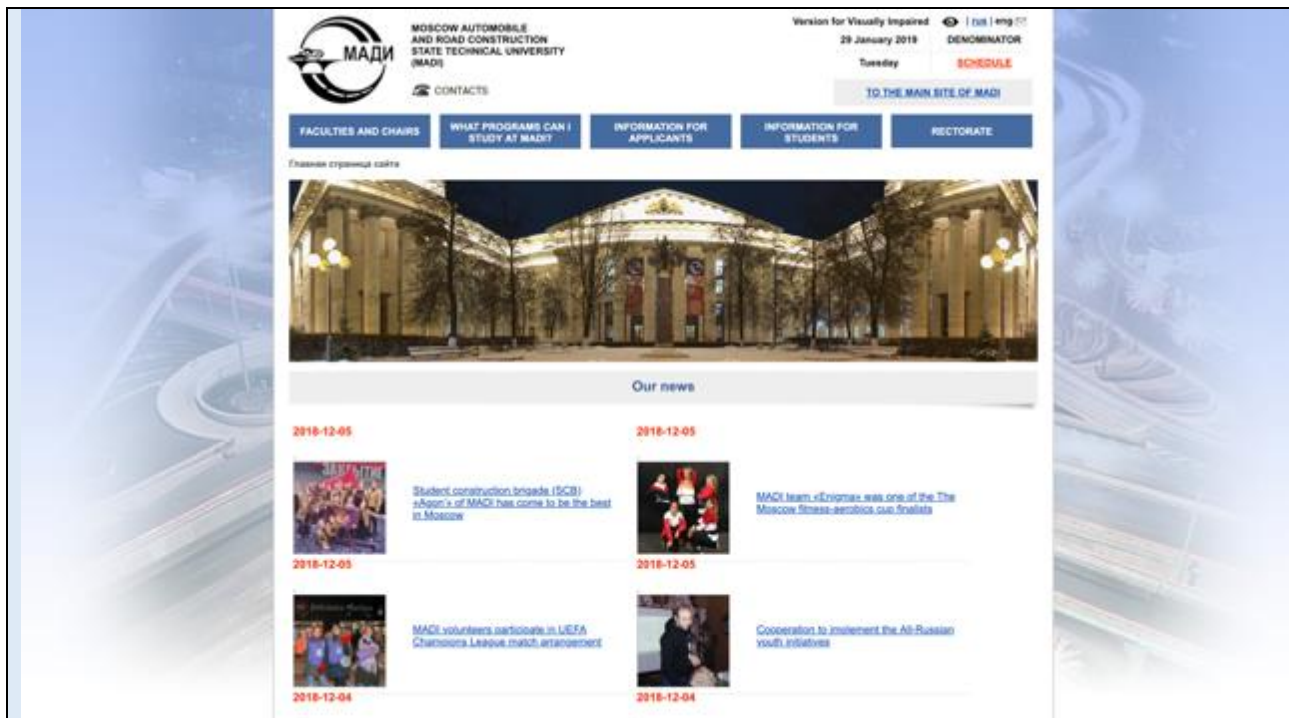 МАДИ
MOSCOW AUTOMOBILE
AND ROAD CONSTRUCTION
STATE TECHNICAL UNIVERSITY
(MADI)
CONTACTS
Version for Visually Impaired | rus | eng
29 January 2019 DENOMINATOR
Tuesday SCHEDULE
TO THE MAIN SITE OF MADI
FACULTIES AND CHAIRS
WHAT PROGRAMS CAN I
STUDY AT MADI?
INFORMATION FOR
APPLICANTS
INFORMATION FOR
STUDENTS
RECTORATE
Главная страница сайта
Our news
2018-12-05
ЗАКРЫТИЕ
Student construction brigade (SCB)
«Agon's of MADI has come to be the best
in Moscow
2018-12-05
MADI team «Enigma» was one of the The
Moscow fitness-aerobics cup finalists
2018-12-05
MADI volunteers participate in UEFA
Champions League match arrangement
2018-12-05
Cooperation to implement the All-Russian
youth initiatives
2018-12-04
2018-12-04